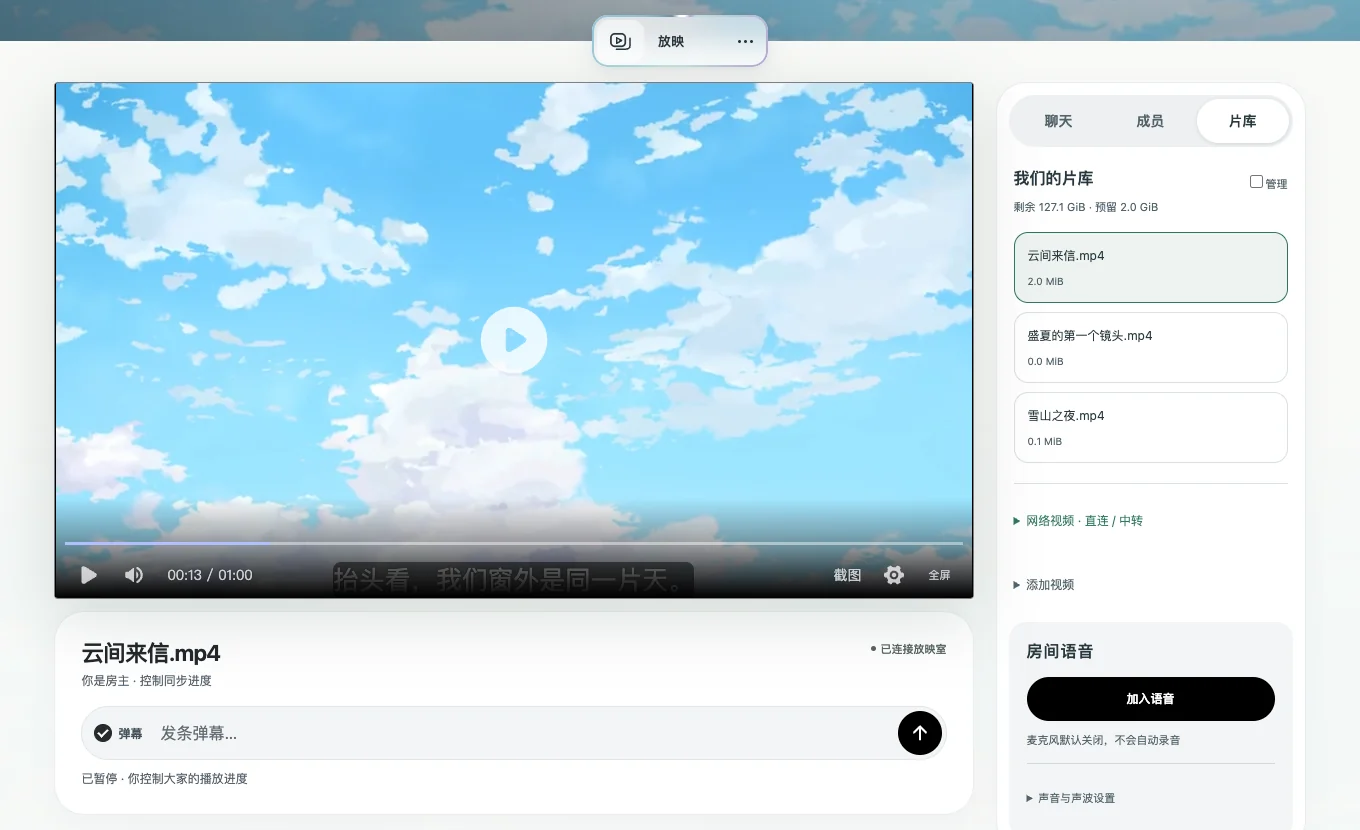 放映
聊天
成员
片库
我们的片库
管理
剩余 127.1 GiB · 预留 2.0 GiB
云间来信.mp4
2.0 MiB
盛夏的第一个镜头.mp4
0.0 MiB
雪山之夜.mp4
0.1 MiB
网络视频 · 直连 / 中转
添加视频
房间语音
加入语音
麦克风默认关闭，不会自动录音
声音与声波设置
抬头看，我们窗外是同一片天。
00:13 / 01:00
截图
全屏
云间来信.mp4
已连接放映室
你是房主 · 控制同步进度
弹幕
发条弹幕...
已暂停 · 你控制大家的播放进度